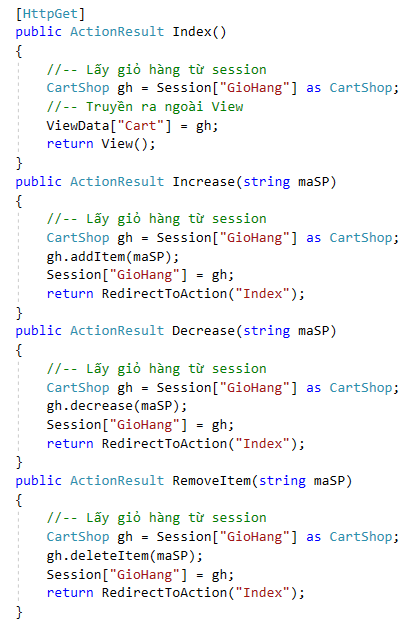 [HttpGet]
public ActionResult Index()
{
    //-- Lấy giỏ hàng từ session
    CartShop gh = Session["GioHang"] as CartShop;
    //-- Truyền ra ngoài View
    ViewData["Cart"] = gh;
    return View();
}
public ActionResult Increase(string maSP)
{
    //-- Lấy giỏ hàng từ session
    CartShop gh = Session["GioHang"] as CartShop;
    gh.addItem(maSP);
    Session["GioHang"] = gh;
    return RedirectToAction("Index");
}
public ActionResult Decrease(string maSP)
{
    //-- Lấy giỏ hàng từ session
    CartShop gh = Session["GioHang"] as CartShop;
    gh.decrease(maSP);
    Session["GioHang"] = gh;
    return RedirectToAction("Index");
}
public ActionResult RemoveItem(string maSP)
{
    //-- Lấy giỏ hàng từ session
    CartShop gh = Session["GioHang"] as CartShop;
    gh.deleteItem(maSP);
    Session["GioHang"] = gh;
    return RedirectToAction("Index");
}